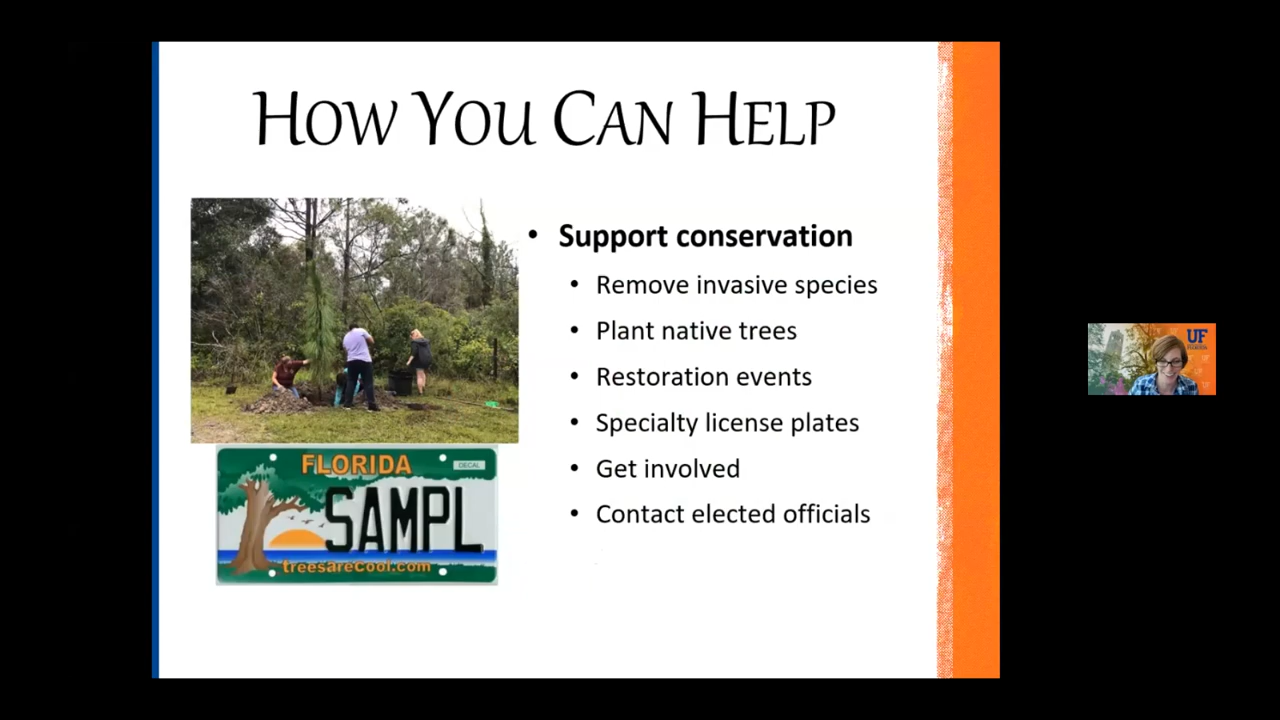 How You Can Help
• Support conservation
• Remove invasive species
• Plant native trees
• Restoration events
• Specialty license plates
• Get involved
• Contact elected officials
FLORIDA
DECAL
SAMPL
treesarecool.com
UF